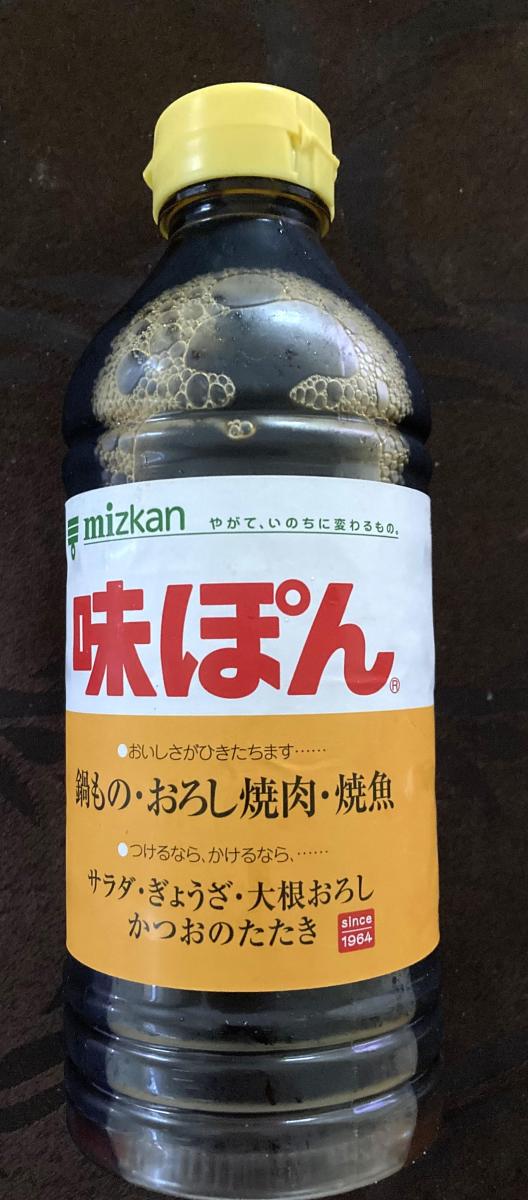 mizkan やがて、いのちに変わるもの。
味ぽん®
●おいしさがひきたちます……
鍋もの・おろし焼肉・焼魚
●つけるなら、かけるなら、……
サラダ・ぎょうざ・大根おろし
かつおのたたき
since
1964